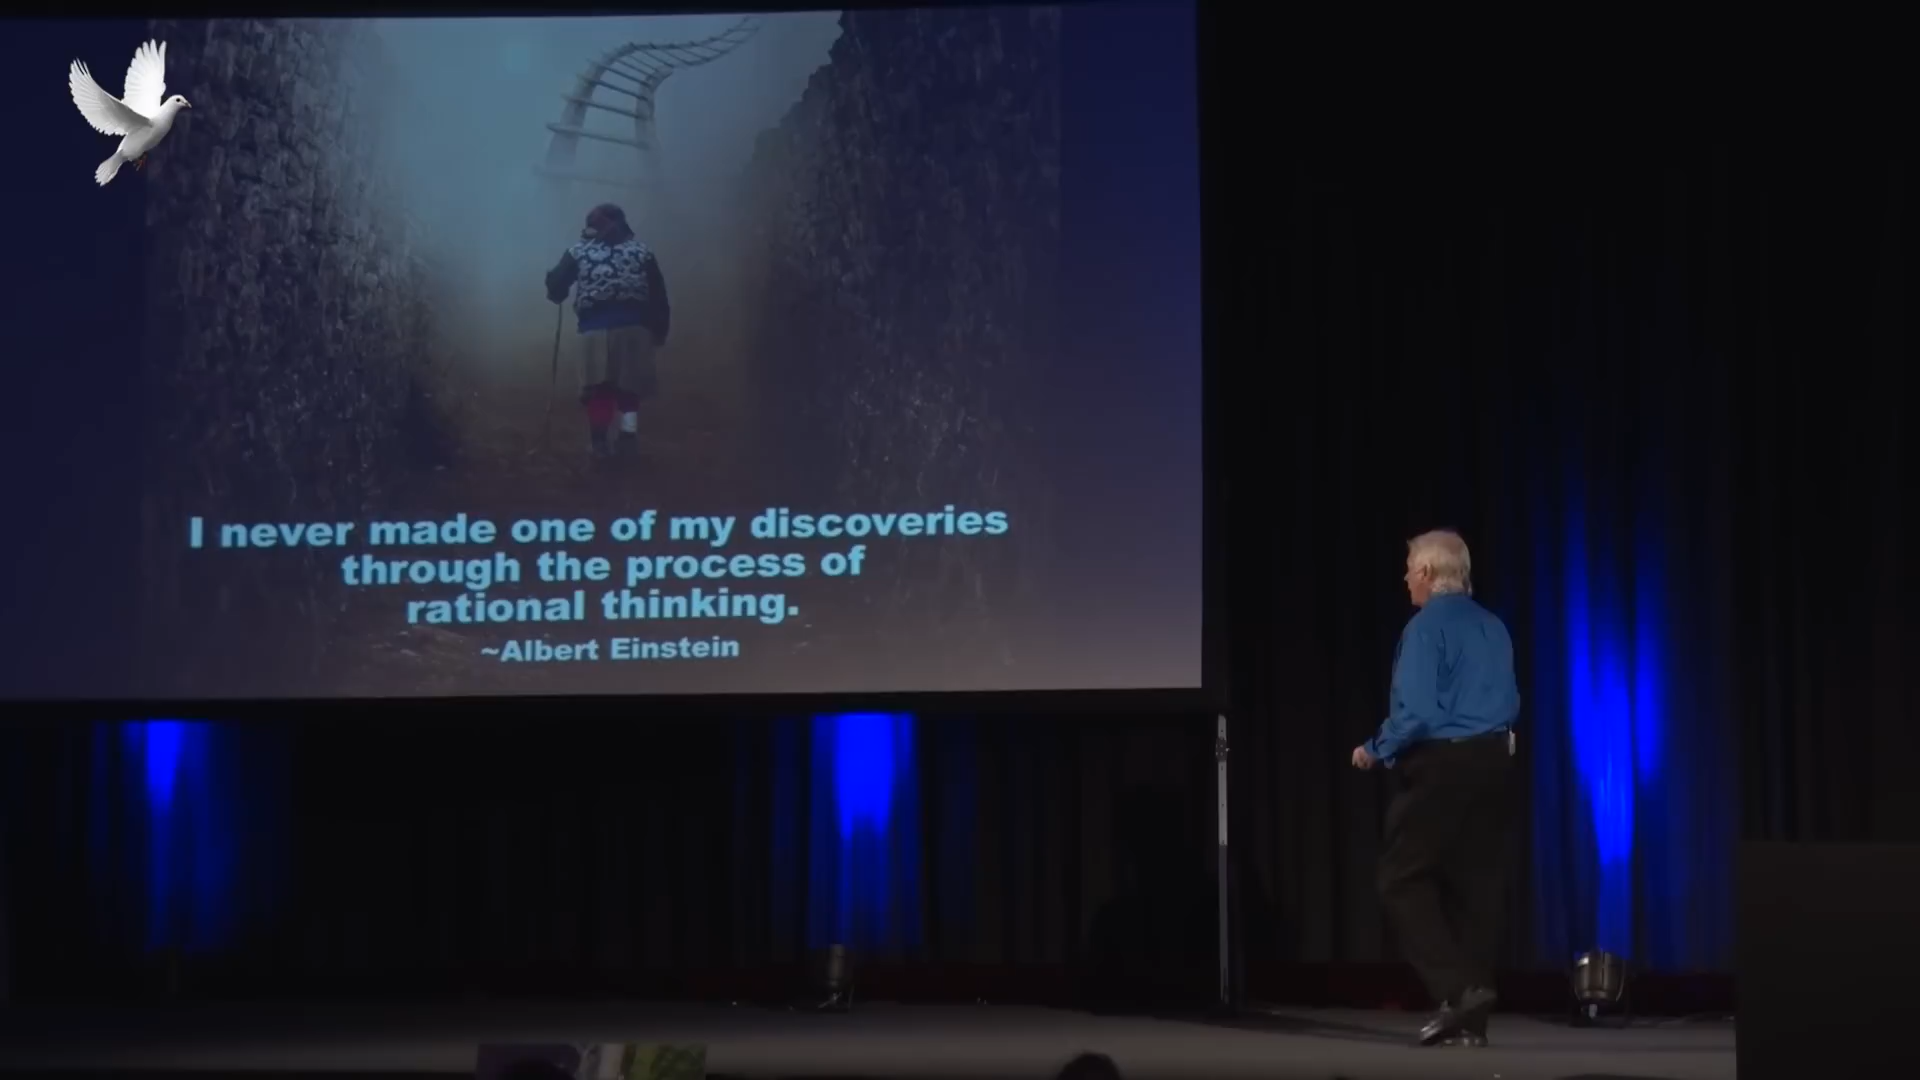 I never made one of my discoveries
through the process of
rational thinking.
~Albert Einstein